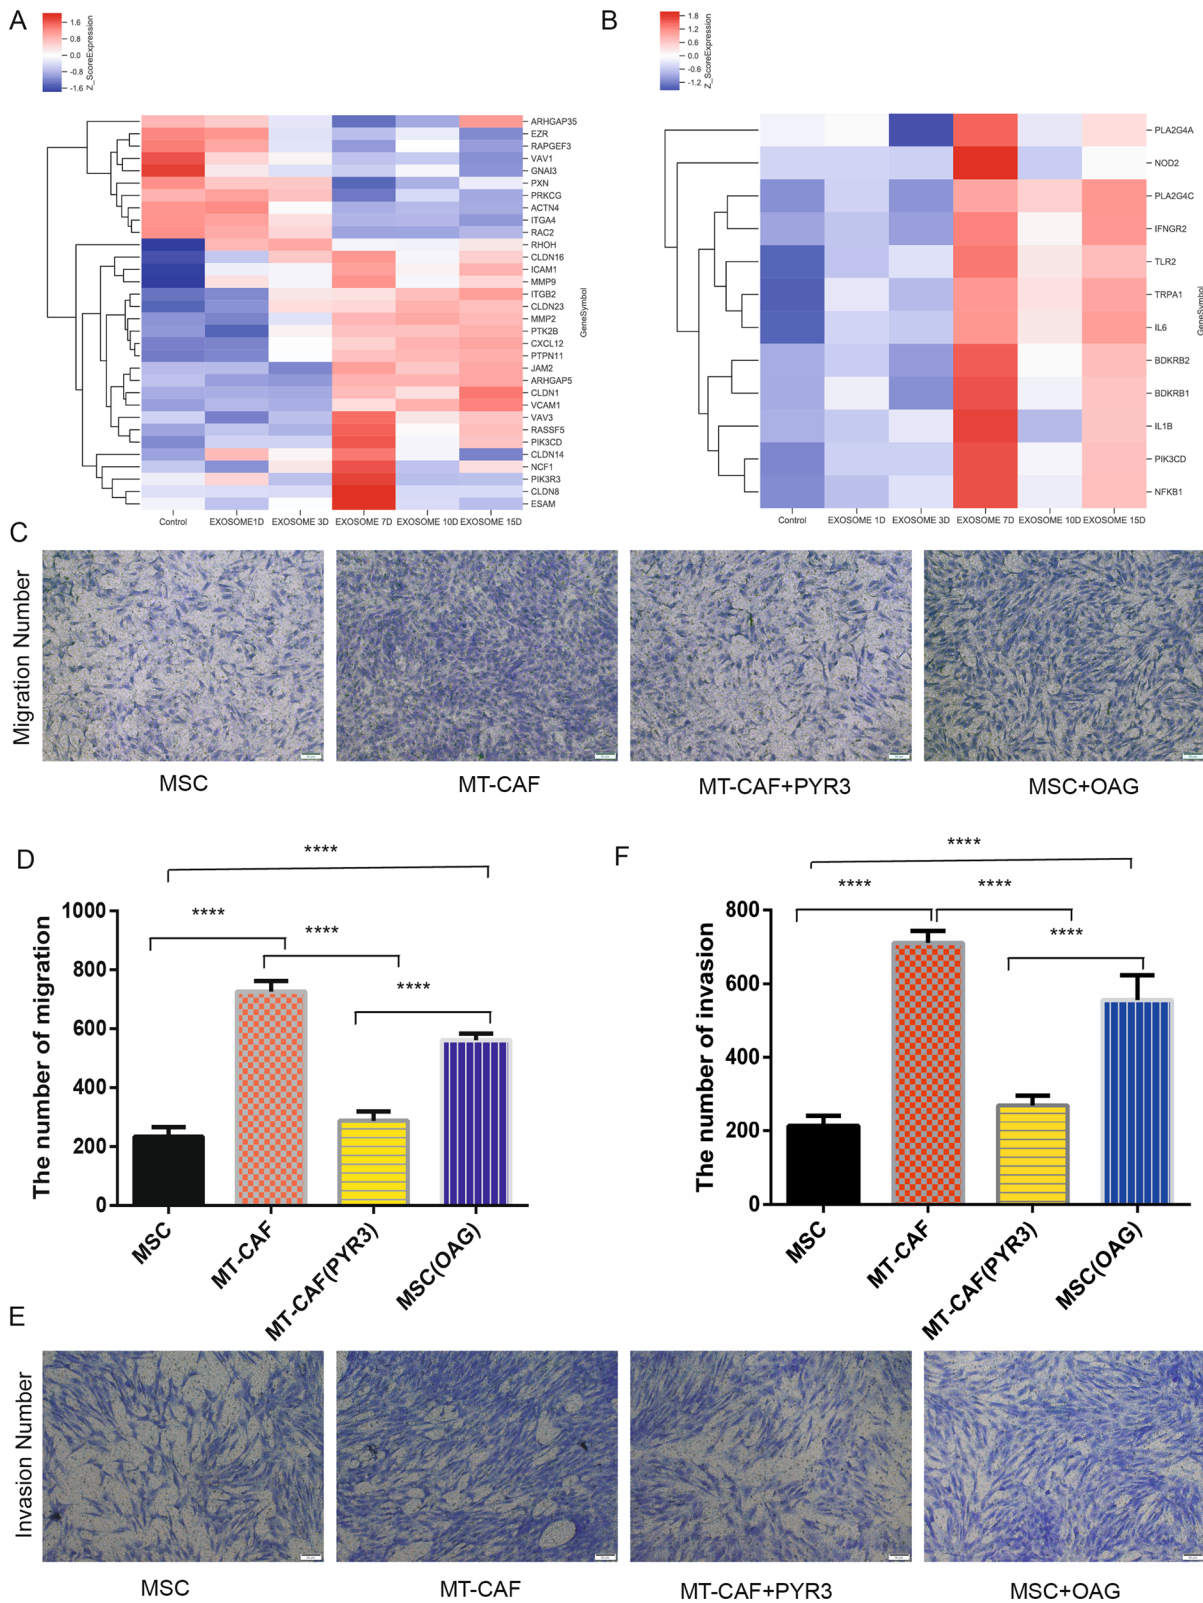 A
1.6
0.8
0.0
-0.8
-1.6
Z_ScoreExpression
ARHGAP35
EZR
RAPGEF3
VAV1
GNAI3
PXN
PRKCG
ACTN4
ITGA4
RAC2
RHOH
CLDN16
ICAM1
MMP9
ITGB2
CLDN23
MMP2
PTK2B
CXCL12
PTPN11
JAM2
ARHGAP5
CLDN1
VCAM1
VAV3
RASSF5
PIK3CD
CLDN14
NCF1
PIK3R3
CLDN8
ESAM
GeneSymbol
Control
EXOSOME1D
EXOSOME 3D
EXOSOME 7D
EXOSOME 10D
EXOSOME 15D
B
1.8
1.2
0.6
0.0
-0.6
-1.2
Z_ScoreExpression
PLA2G4A
NOD2
PLA2G4C
IFNGR2
TLR2
TRPA1
IL6
BDKRB2
BDKRB1
IL1B
PIK3CD
NFKB1
GeneSymbol
Control
EXOSOME 1D
EXOSOME 3D
EXOSOME 7D
EXOSOME 10D
EXOSOME 15D
C
Migration Number
MSC
MT-CAF
MT-CAF+PYR3
MSC+OAG
D
****
****
****
****
The number of migration
1000
800
600
400
200
0
MSC
MT-CAF
MT-CAF(PYR3)
MSC(OAG)
F
****
****
****
****
The number of invasion
800
600
400
200
0
MSC
MT-CAF
MT-CAF(PYR3)
MSC(OAG)
E
Invasion Number
MSC
MT-CAF
MT-CAF+PYR3
MSC+OAG